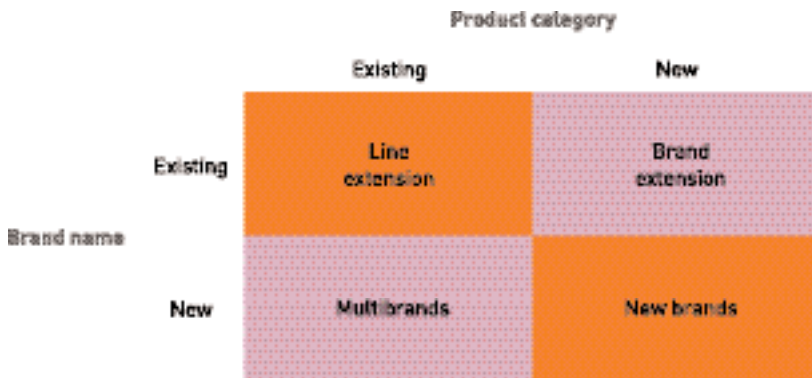 Product category
Existing New
Existing
Line
extension
Brand
extension
Brand name
New
Multibrands
New brands